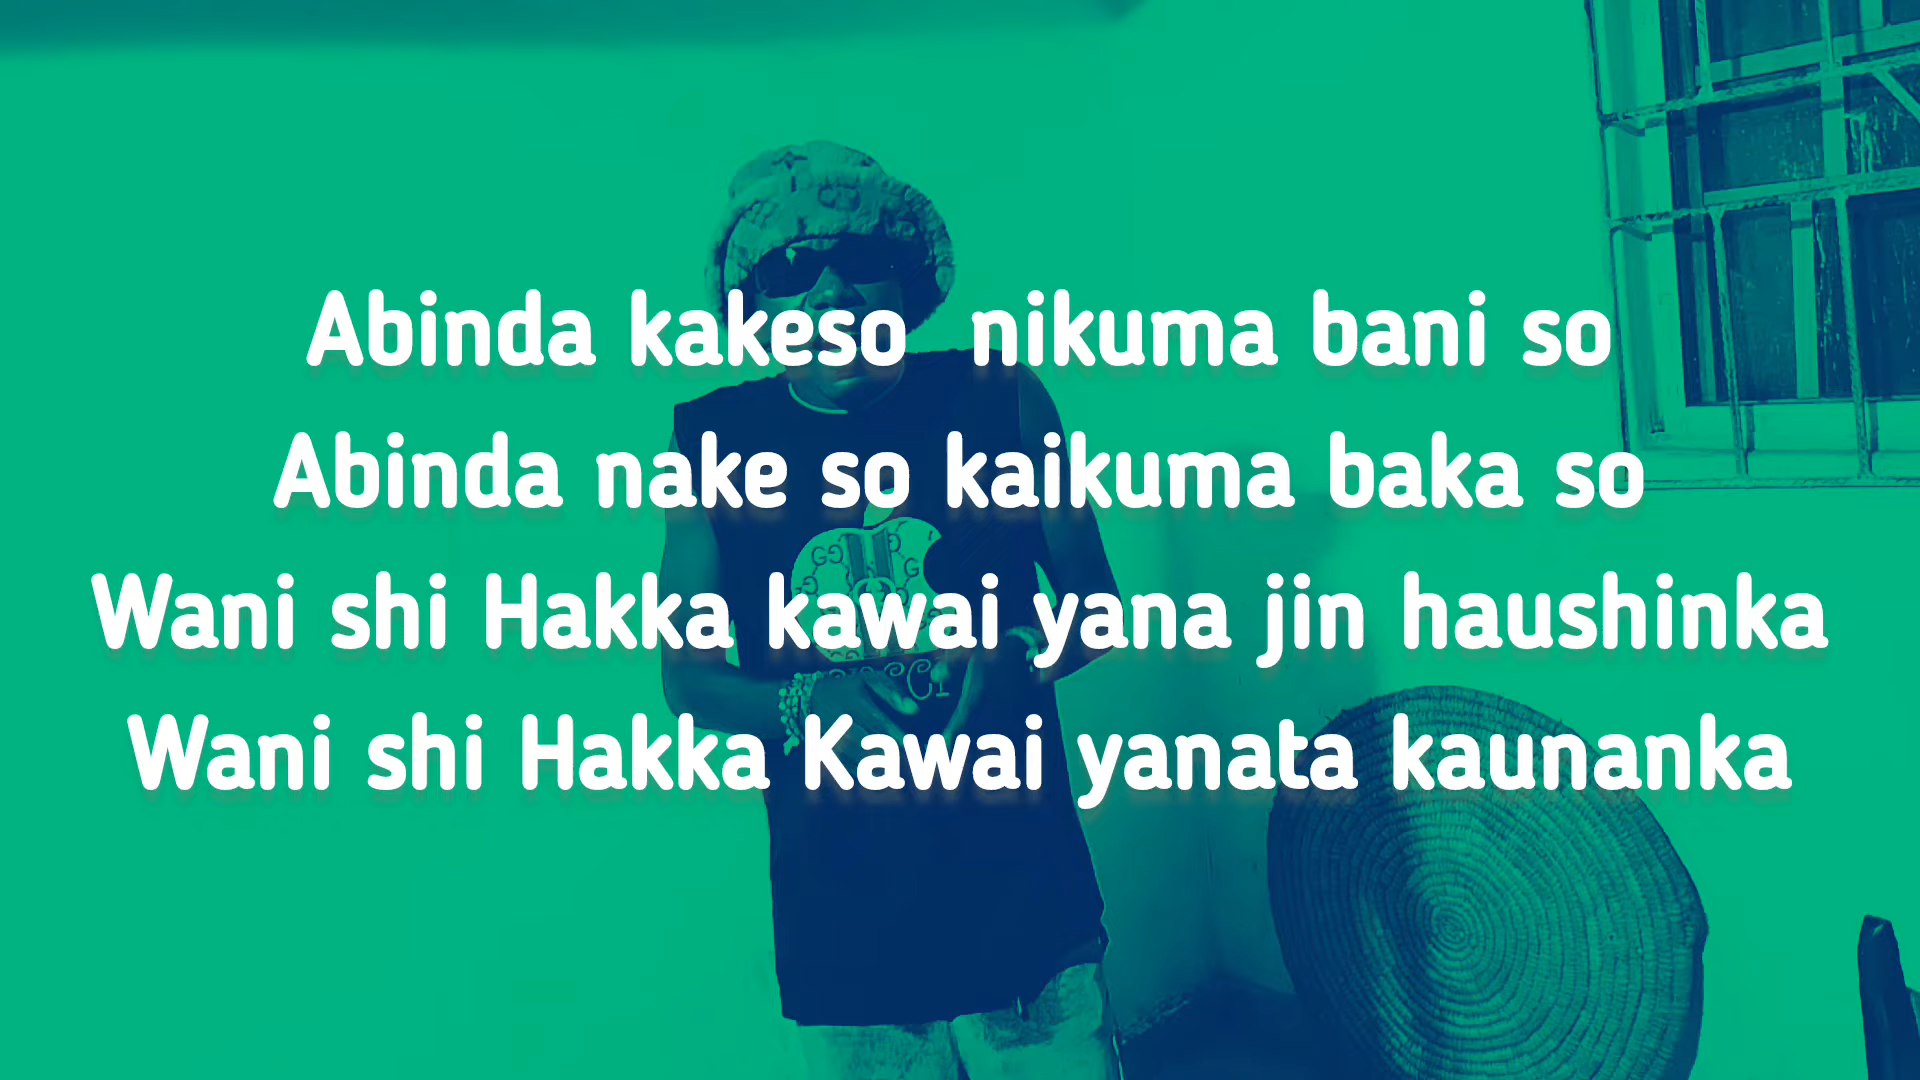 Abinda kakeso  nikuma bani so
Abinda nake so kaikuma baka so
Wani shi Hakka kawai yana jin haushinka
Wani shi Hakka Kawai yanata kaunanka